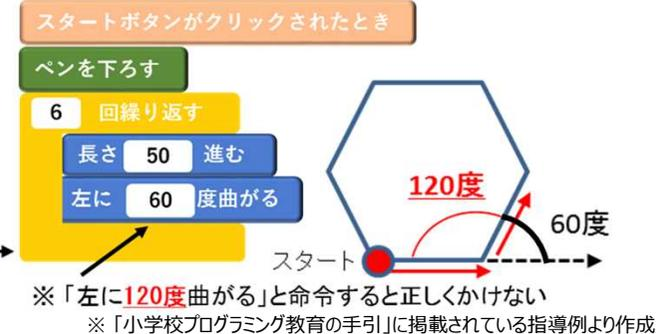 スタートボタンがクリックされたとき
ペンを下ろす
6 回繰り返す
長さ 50 進む
左に 60 度曲がる
120度
60度
スタート
※「左に120度曲がる」と命令すると正しくかけない
※「小学校プログラミング教育の手引」に掲載されている指導例より作成